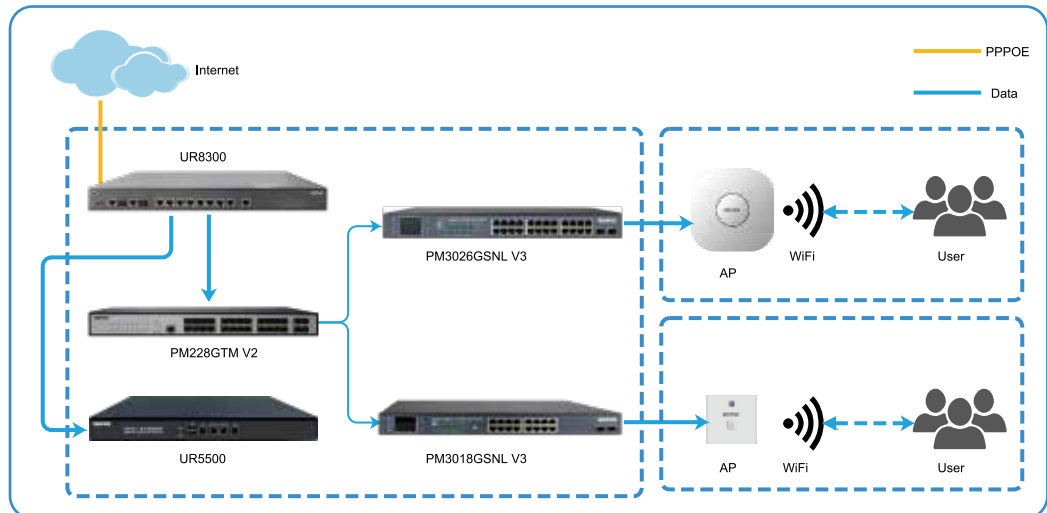 Internet
PPPOE
Data
UR8300
PM3026GSNL V3
AP
WiFi
User
PM228GTM V2
UR5500
PM3018GSNL V3
AP
WiFi
User